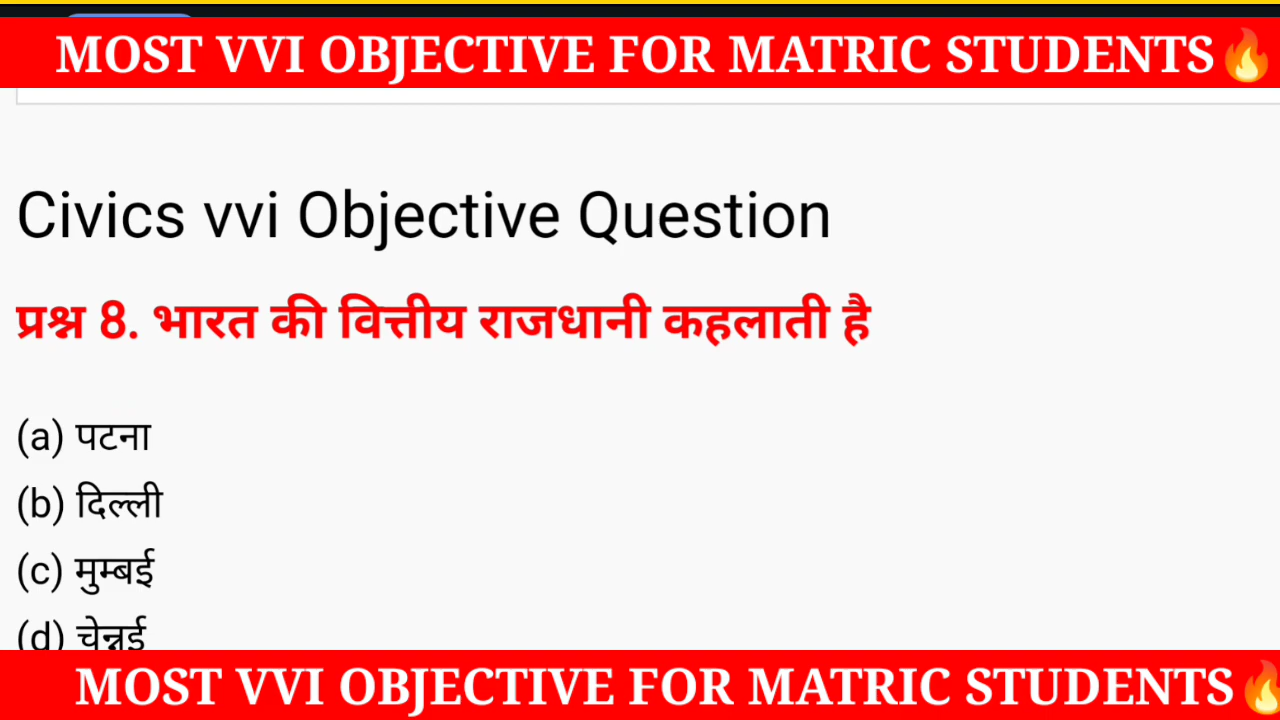 MOST VVI OBJECTIVE FOR MATRIC STUDENTS🔥
Civics vvi Objective Question
प्रश्न 8. भारत की वित्तीय राजधानी कहलाती है
(a) पटना
(b) दिल्ली
(c) मुम्बई
(d) चेन्नई
MOST VVI OBJECTIVE FOR MATRIC STUDENTS🔥